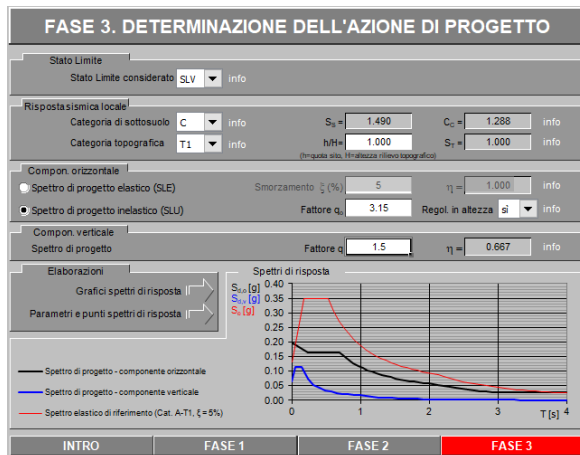 FASE 3. DETERMINAZIONE DELL'AZIONE DI PROGETTO
Stato Limite
Stato Limite considerato SLV info
Risposta sismica locale
Categoria di sottosuolo C info SS = 1.490 CC = 1.288 info
Categoria topografica T1 info h/H= 1.000 ST = 1.000 info
(h=quota sito, H=altezza rilievo topografico)
Compon. orizzontale
Spettro di progetto elastico (SLE) Smorzamento ξ (%) 5 η = 1.000 info
Spettro di progetto inelastico (SLU) Fattore qo 3.15 Regol. in altezza sì info
Compon. verticale
Spettro di progetto Fattore q 1.5 η = 0.667 info
Elaborazioni
Grafici spettri di risposta
Parametri e punti spettri di risposta
Spettri di risposta
Sd,o [g]
Sd,v [g]
Se [g]
0.40
0.35
0.30
0.25
0.20
0.15
0.10
0.05
0.00
0 1 2 3 4
T [s]
Spettro di progetto - componente orizzontale
Spettro di progetto - componente verticale
Spettro elastico di riferimento (Cat. A-T1, ξ = 5%)
INTRO FASE 1 FASE 2 FASE 3